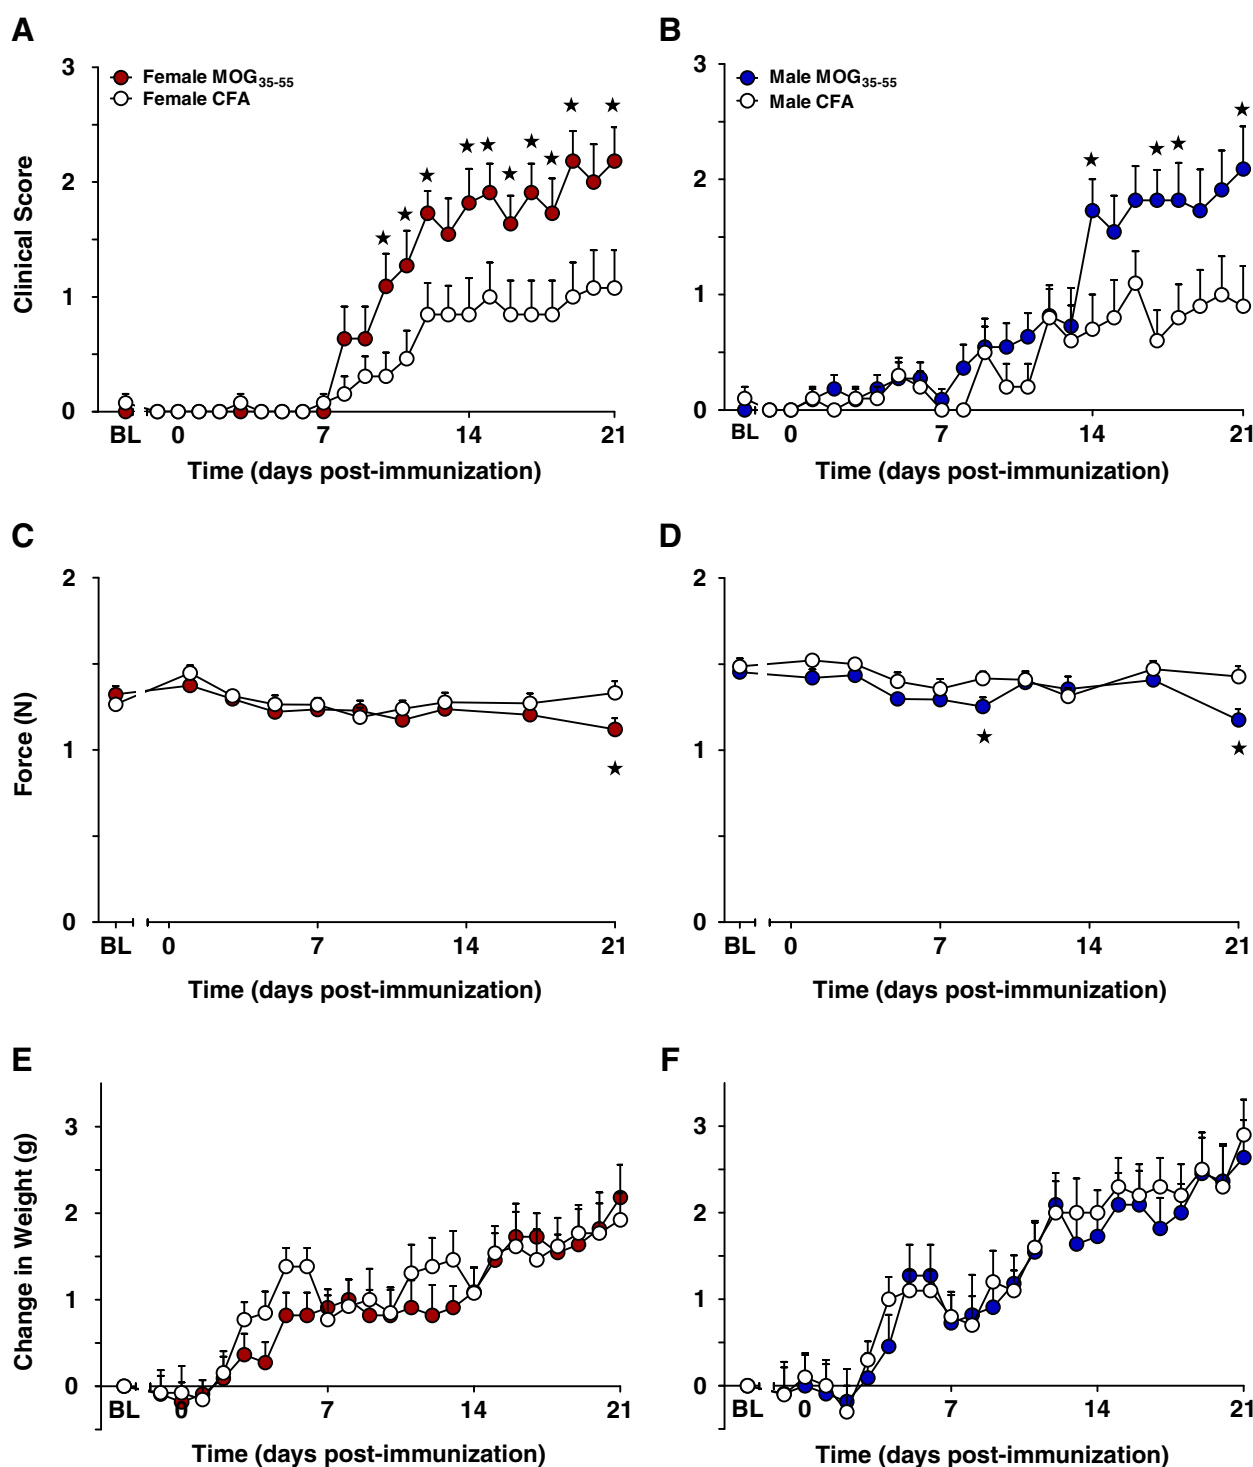 A
B
3
Female MOG35-55
Female CFA
2
1
0
Clinical Score
BL 0 7 14 21
Time (days post-immunization)
3
Male MOG35-55
Male CFA
2
1
0
BL 0 7 14 21
Time (days post-immunization)
C
D
2
1
0
Force (N)
BL 0 7 14 21
Time (days post-immunization)
2
1
0
BL 0 7 14 21
Time (days post-immunization)
E
F
3
2
1
0
Change in Weight (g)
BL 0 7 14 21
Time (days post-immunization)
3
2
1
0
BL 0 7 14 21
Time (days post-immunization)